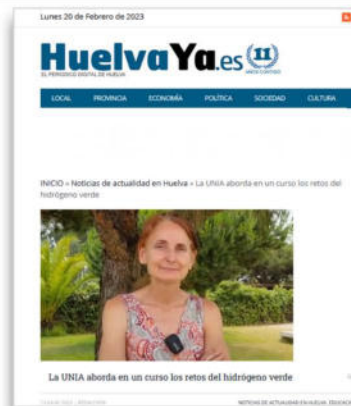 Lunes 20 de Febrero de 2023
HuelvaYa.es 11
EL PERIÓDICO DIGITAL DE HUELVA
LOCAL PROVINCIA ECONOMÍA POLÍTICA SOCIEDAD CULTURA
INICIO » Noticias de actualidad en Huelva » La UNIA aborda en un curso los retos del
hidrógeno verde
La UNIA aborda en un curso los retos del hidrógeno verde
NOTICIAS DE ACTUALIDAD EN HUELVA